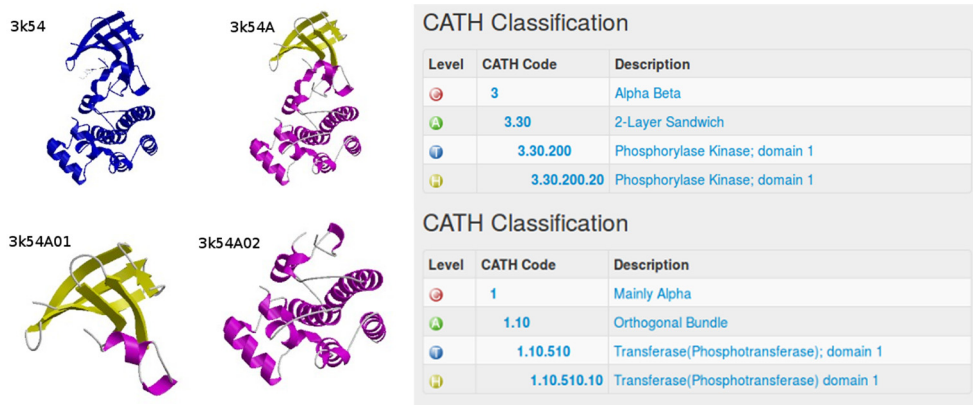 3k54
3k54A
3k54A01
3k54A02
CATH Classification
Level CATH Code Description
C 3 Alpha Beta
A 3.30 2-Layer Sandwich
T 3.30.200 Phosphorylase Kinase; domain 1
H 3.30.200.20 Phosphorylase Kinase; domain 1
CATH Classification
Level CATH Code Description
C 1 Mainly Alpha
A 1.10 Orthogonal Bundle
T 1.10.510 Transferase(Phosphotransferase); domain 1
H 1.10.510.10 Transferase(Phosphotransferase) domain 1